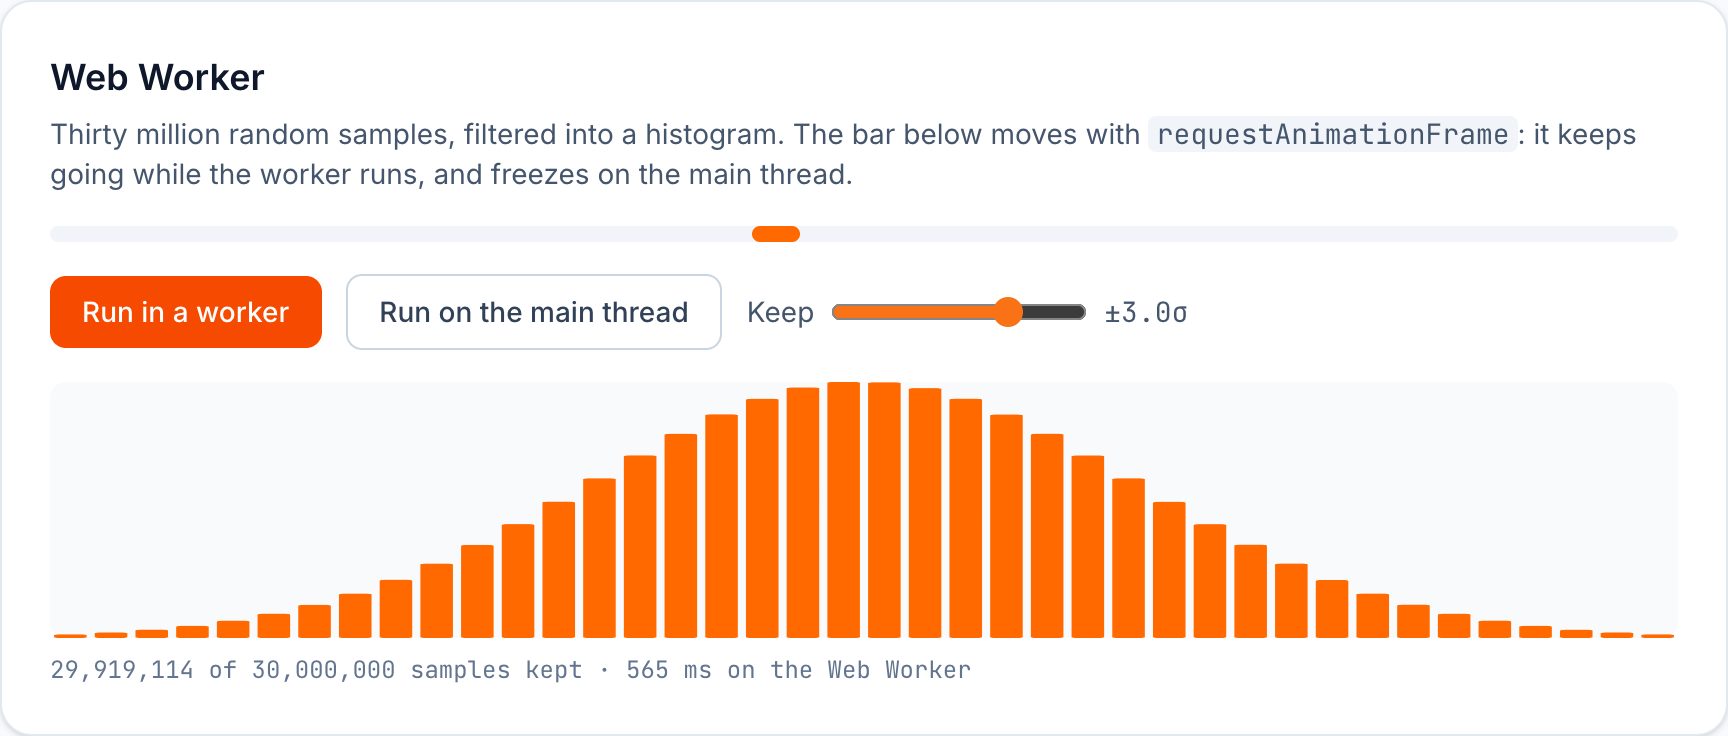 Web Worker
Thirty million random samples, filtered into a histogram. The bar below moves with requestAnimationFrame: it keeps
going while the worker runs, and freezes on the main thread.
Run in a worker Run on the main thread Keep ±3.0σ
29,919,114 of 30,000,000 samples kept · 565 ms on the Web Worker